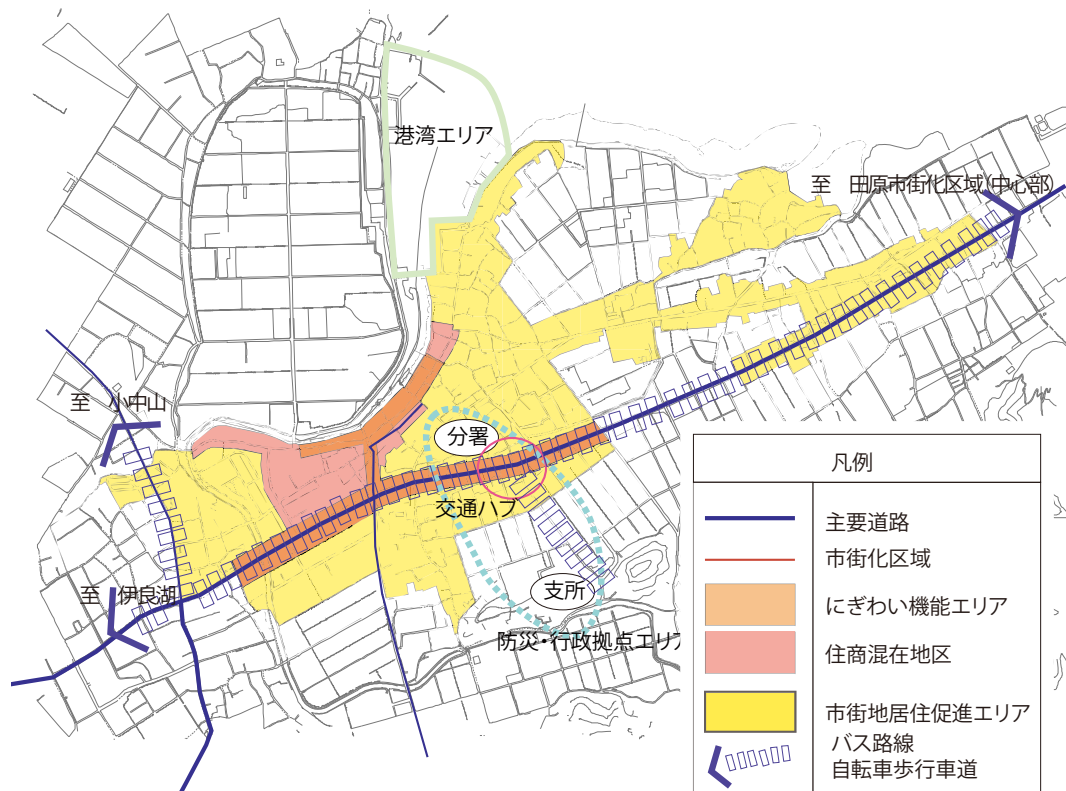 港湾エリア
至　田原市街化区域(中心部)
至　小中山
分署
交通ハブ
至　伊良湖
支所
防災・行政拠点エリア
凡例
主要道路
市街化区域
にぎわい機能エリア
住商混在地区
市街地居住促進エリア
バス路線
自転車歩行車道